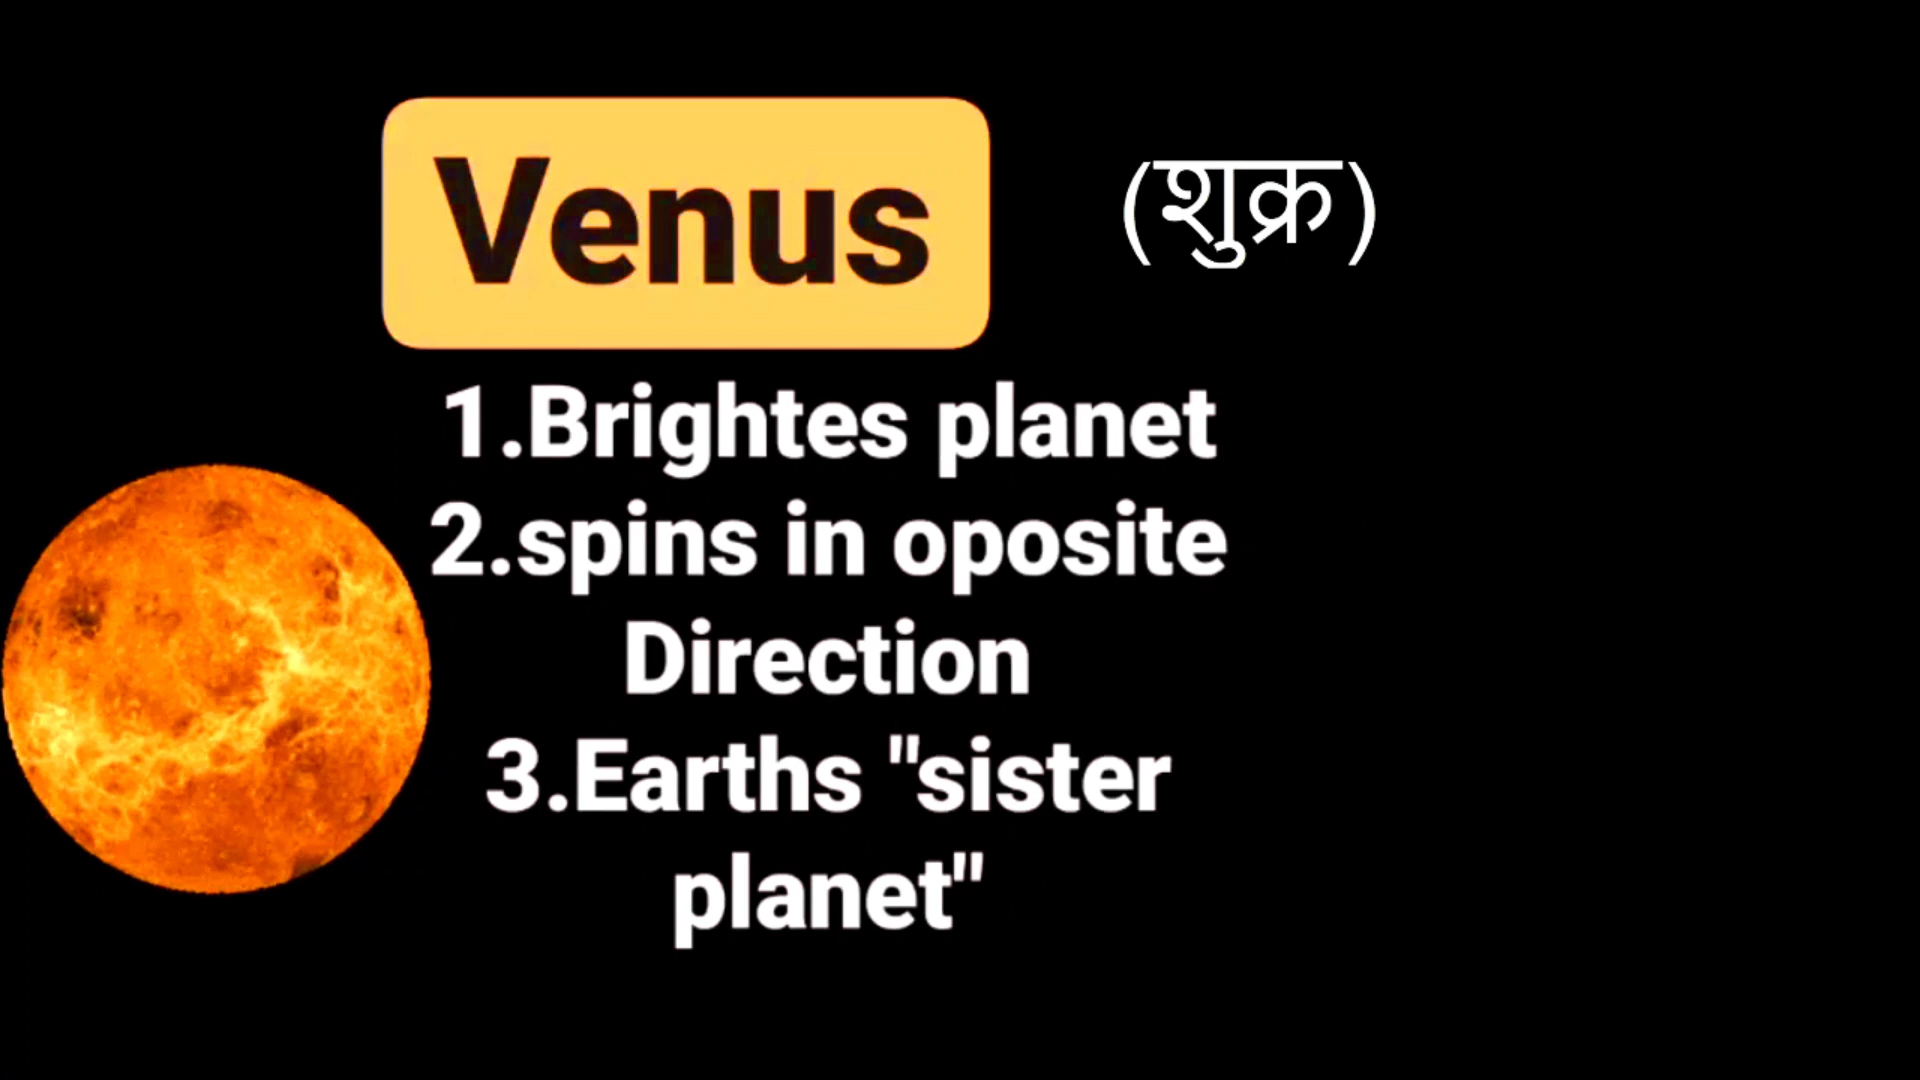 Venus (शुक्र)
1.Brightes planet
2.spins in oposite
Direction
3.Earths "sister
planet"